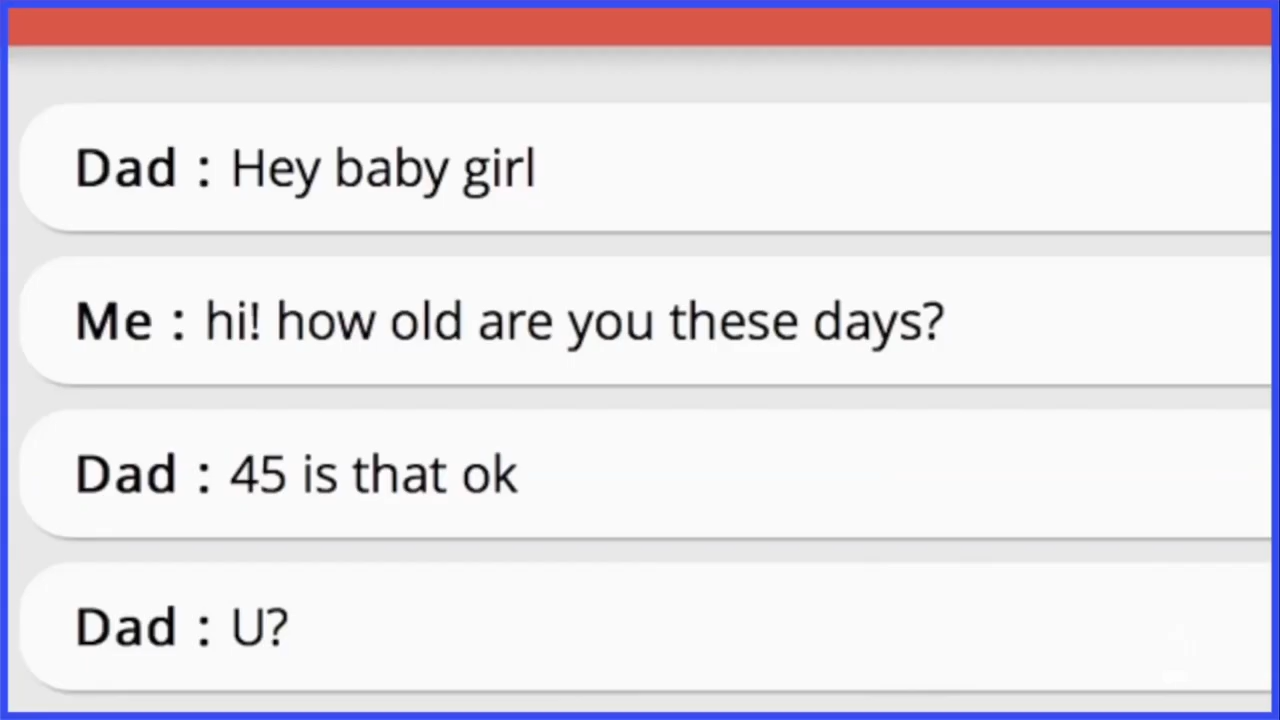 Dad : Hey baby girl
Me : hi! how old are you these days?
Dad : 45 is that ok
Dad : U?